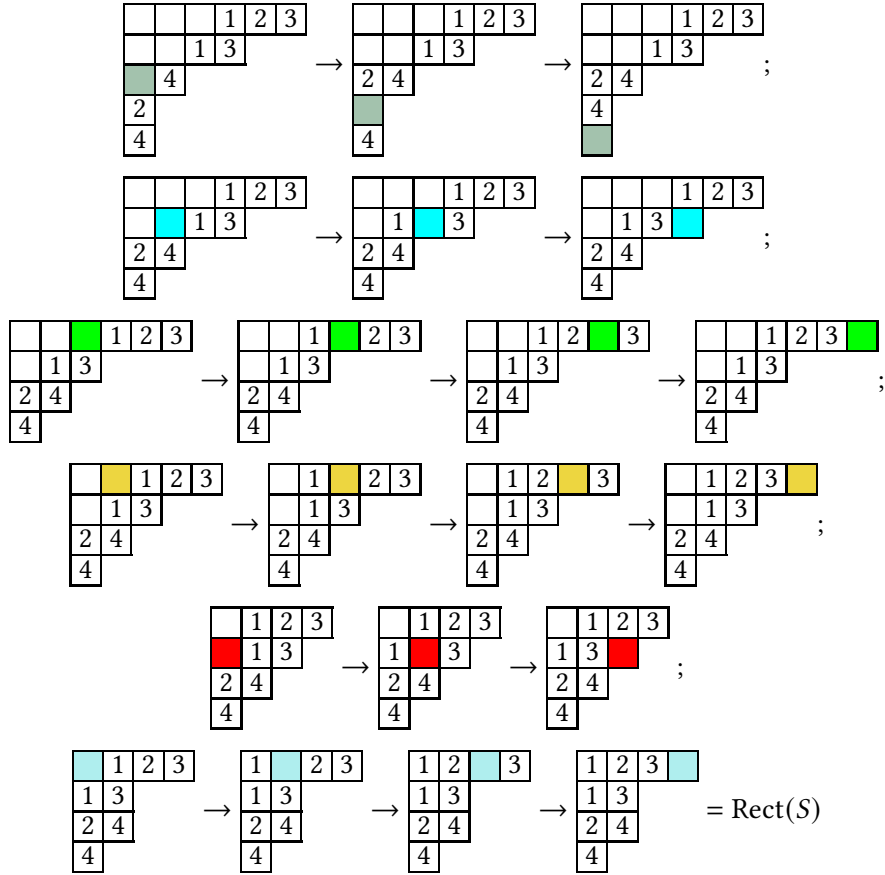 1 2 3 1 2 3 1 2 3
1 3 1 3 1 3
→ → ;
4 2 4 2 4
2 4
4 4
1 2 3 1 2 3 1 2 3
1 3 1 3 1 3
→ → ;
2 4 2 4 2 4
4 4 4
1 2 3 1 2 3 1 2 3 1 2 3
1 3 1 3 1 3 1 3
→ → → ;
2 4 2 4 2 4 2 4
4 4 4 4
1 2 3 1 2 3 1 2 3 1 2 3
1 3 1 3 1 3 1 3
→ → → ;
2 4 2 4 2 4 2 4
4 4 4 4
1 2 3 1 2 3 1 2 3
1 3 1 3 1 3
→ → ;
2 4 2 4 2 4
4 4 4
1 2 3 1 2 3 1 2 3 1 2 3
1 3 1 3 1 3 1 3
→ → → = Rect(S)
2 4 2 4 2 4 2 4
4 4 4 4